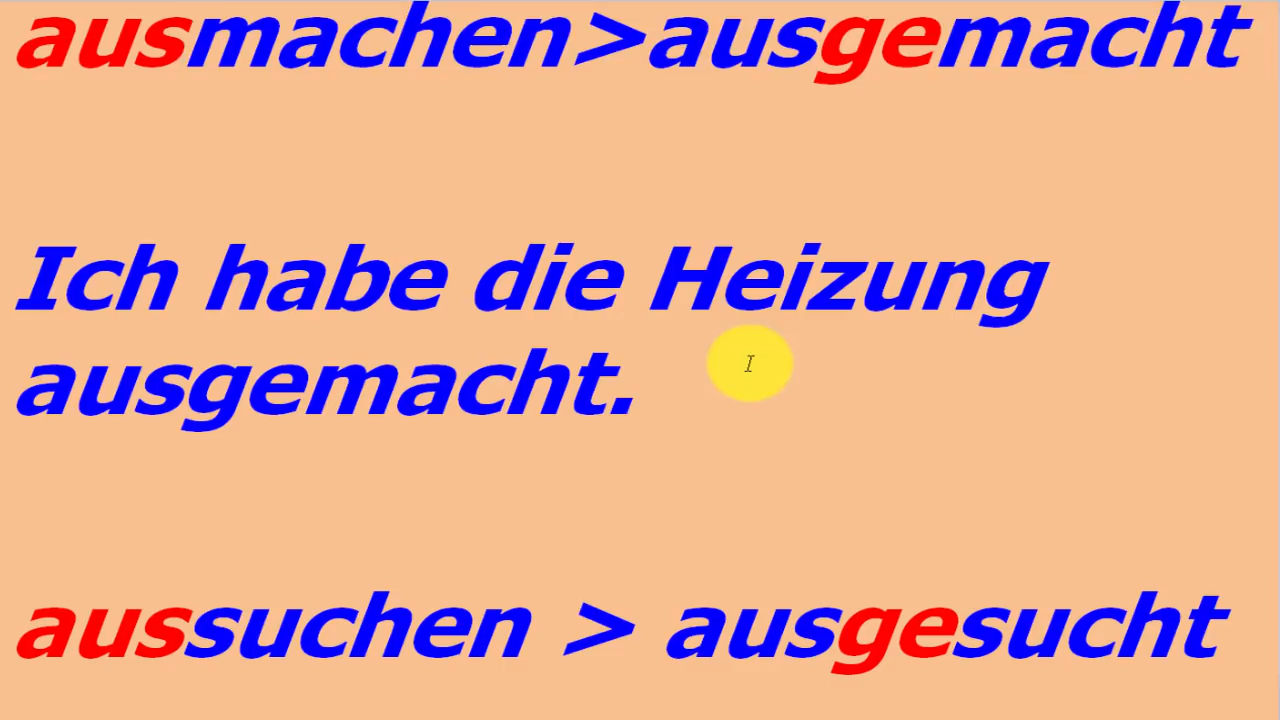 ausmachen>ausgemacht
Ich habe die Heizung
ausgemacht.
aussuchen > ausgesucht